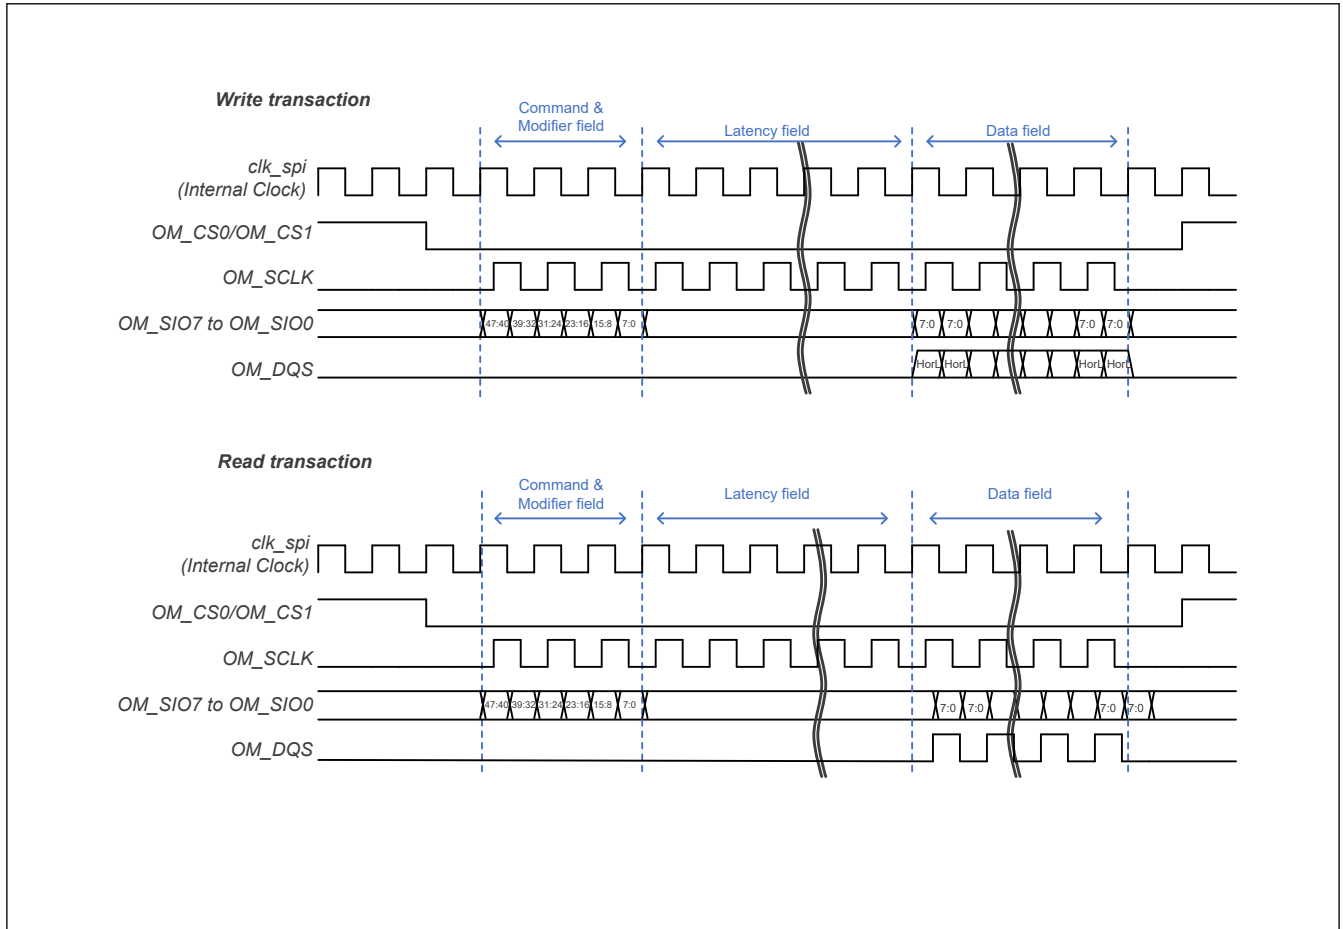 Write transaction
Command &
Modifier field
Latency field
Data field
clk_spi
(Internal Clock)
OM_CS0/OM_CS1
OM_SCLK
OM_SIO7 to OM_SIO0
47:40 39:32 31:24 23:16 15:8 7:0 7:0 7:0 7:0 7:0
OM_DQS
HorL HorL HorL HorL
Read transaction
Command &
Modifier field
Latency field
Data field
clk_spi
(Internal Clock)
OM_CS0/OM_CS1
OM_SCLK
OM_SIO7 to OM_SIO0
47:40 39:32 31:24 23:16 15:8 7:0 7:0 7:0 7:0 7:0
OM_DQS